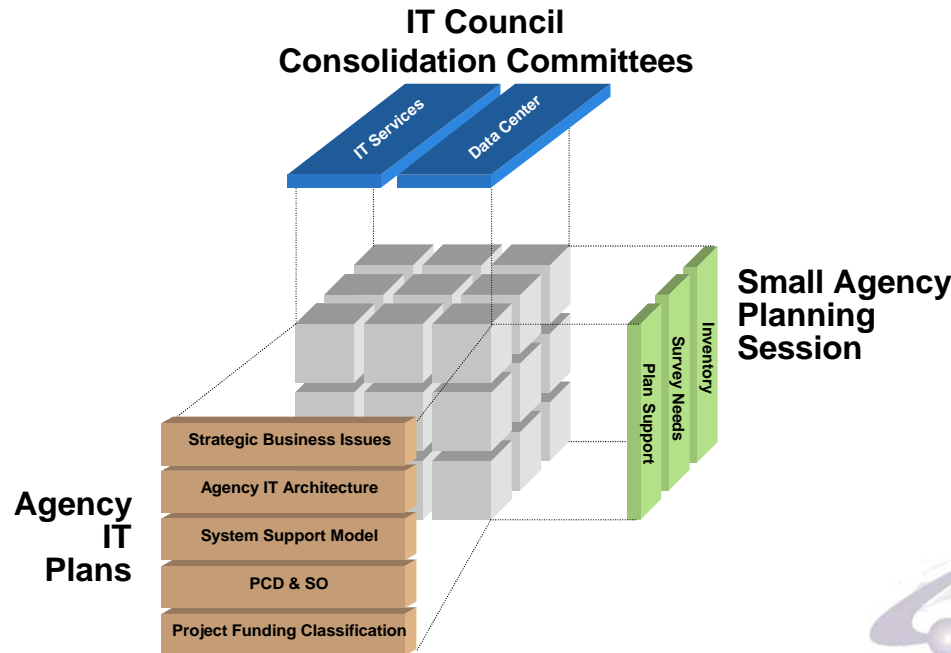 IT Council
Consolidation Committees
IT Services
Data Center
Small Agency
Planning
Session
Inventory
Survey Needs
Plan Support
Agency
IT
Plans
Strategic Business Issues
Agency IT Architecture
System Support Model
PCD & SO
Project Funding Classification